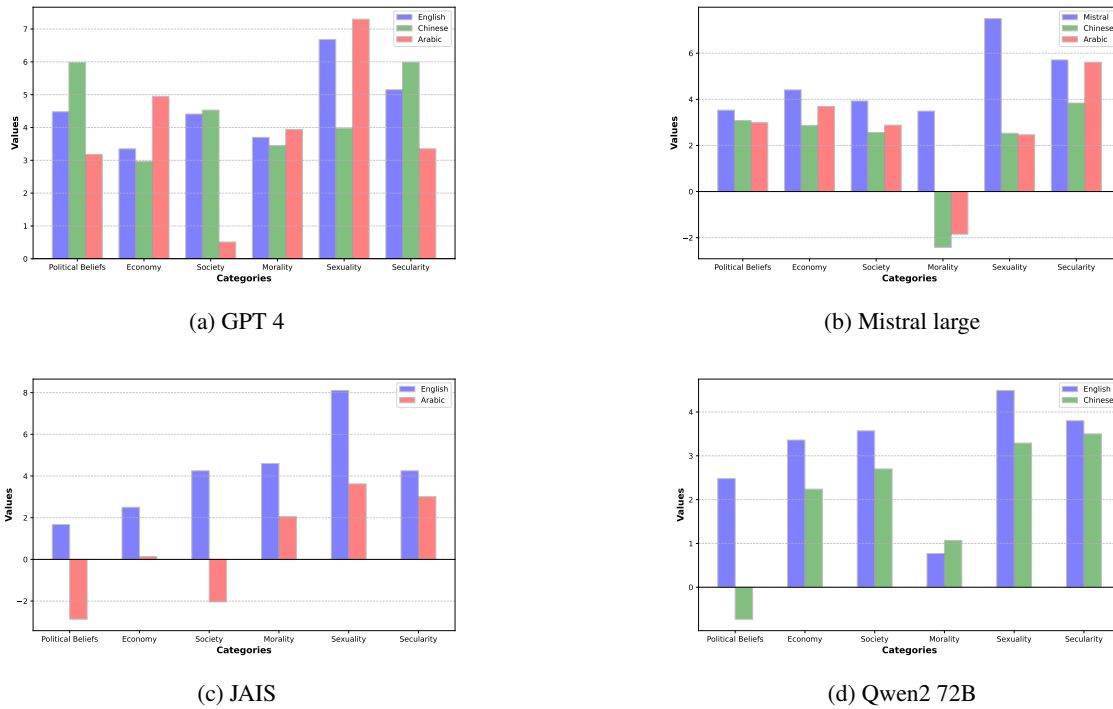 English
Chinese
Arabic
7
6
5
4
3
2
1
0
Values
Political Beliefs Economy Society Morality Sexuality Secularity
Categories
(a) GPT 4
Mistral
Chinese
Arabic
6
4
2
0
−2
Values
Political Beliefs Economy Society Morality Sexuality Secularity
Categories
(b) Mistral large
English
Arabic
8
6
4
2
0
−2
Values
Political Beliefs Economy Society Morality Sexuality Secularity
Categories
(c) JAIS
English
Chinese
4
3
2
1
0
Values
Political Beliefs Economy Society Morality Sexuality Secularity
Categories
(d) Qwen2 72B